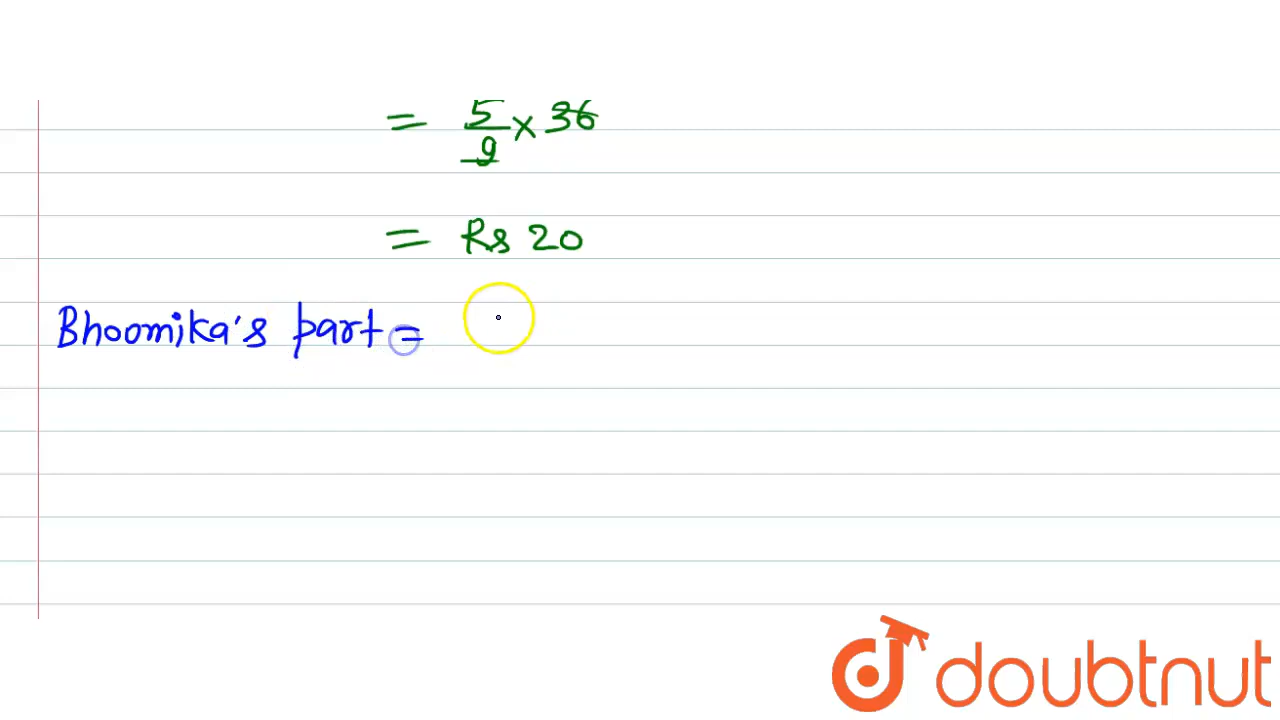 = 5/9 × 36
= Rs 20
Bhoomika's part =
doubtnut